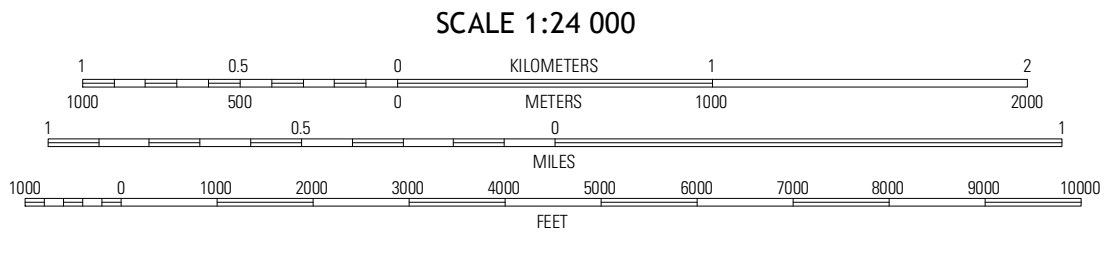 SCALE 1:24 000
1 0.5 0 KILOMETERS 1 2
1000 500 0 METERS 1000 2000
1 0.5 0 1
MILES
1000 0 1000 2000 3000 4000 5000 6000 7000 8000 9000 10000
FEET